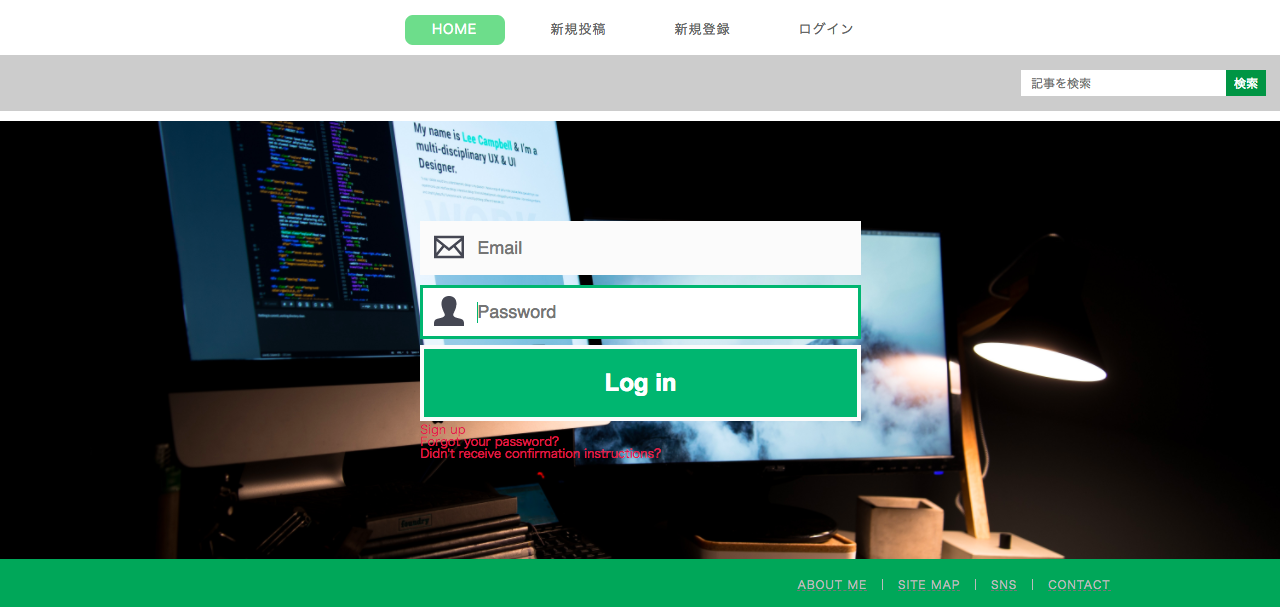 HOME 新規投稿 新規登録 ログイン
記事を検索 検索
My name is Lee Campbell & I'm a
multi-disciplinary UX & UI
Designer.
WORK
Email
Password
Log in
Sign up
Forgot your password?
Didn't receive confirmation instructions?
ABOUT ME | SITE MAP | SNS | CONTACT